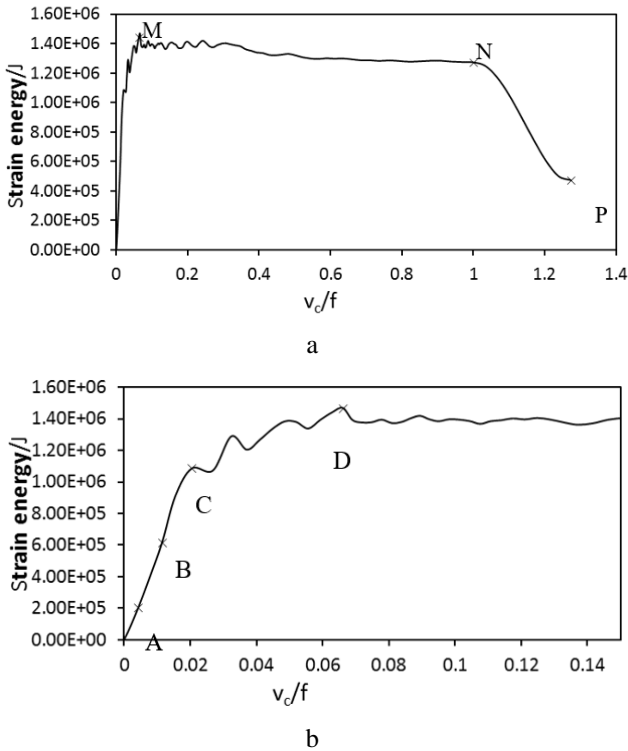 1.60E+06
1.40E+06
1.20E+06
1.00E+06
8.00E+05
6.00E+05
4.00E+05
2.00E+05
0.00E+00
Strain energy/J
M
N
P
0 0.2 0.4 0.6 0.8 1 1.2 1.4
vc/f
a
1.60E+06
1.40E+06
1.20E+06
1.00E+06
8.00E+05
6.00E+05
4.00E+05
2.00E+05
0.00E+00
Strain energy/J
D
C
B
A
0 0.02 0.04 0.06 0.08 0.1 0.12 0.14
vc/f
b